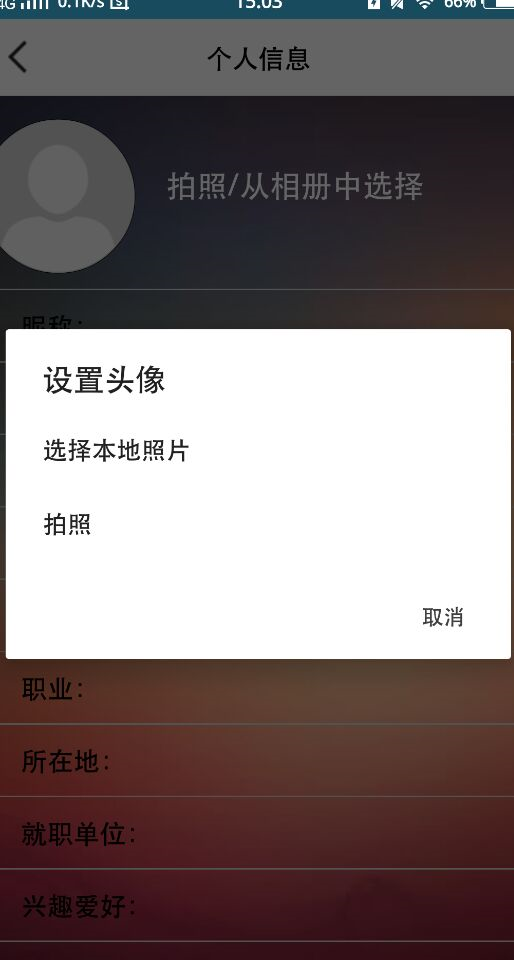 4G 0.1K/s 15:03 66%
个人信息
拍照/从相册中选择
昵称:
设置头像
选择本地照片
拍照
取消
职业:
所在地:
就职单位:
兴趣爱好: